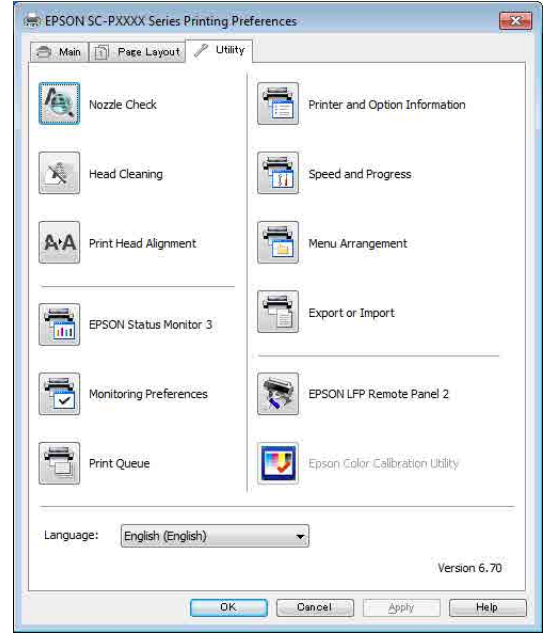 EPSON SC-PXXXX Series Printing Preferences
Main
Page Layout
Utility
Nozzle Check
Head Cleaning
A›A
Print Head Alignment
EPSON Status Monitor 3
Monitoring Preferences
Print Queue
Printer and Option Information
Speed and Progress
Menu Arrangement
Export or Import
EPSON LFP Remote Panel 2
Epson Color Calibration Utility
Language: English (English)
Version 6.70
OK Cancel Apply Help